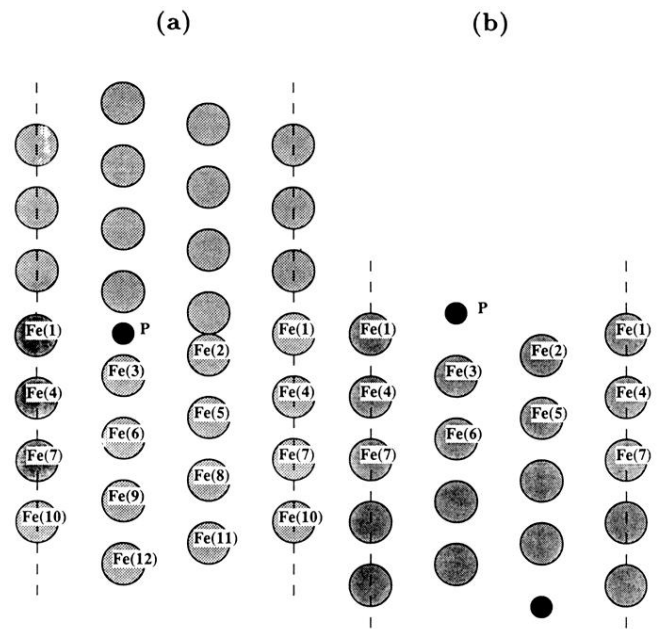 (a) (b)
P
Fe(1) P Fe(1) Fe(1) Fe(1)
Fe(2) Fe(2)
Fe(3) Fe(3)
Fe(4) Fe(4) Fe(4) Fe(4)
Fe(5) Fe(5)
Fe(6) Fe(6)
Fe(7) Fe(7) Fe(7) Fe(7)
Fe(8)
Fe(9)
Fe(10) Fe(10)
Fe(11)
Fe(12)